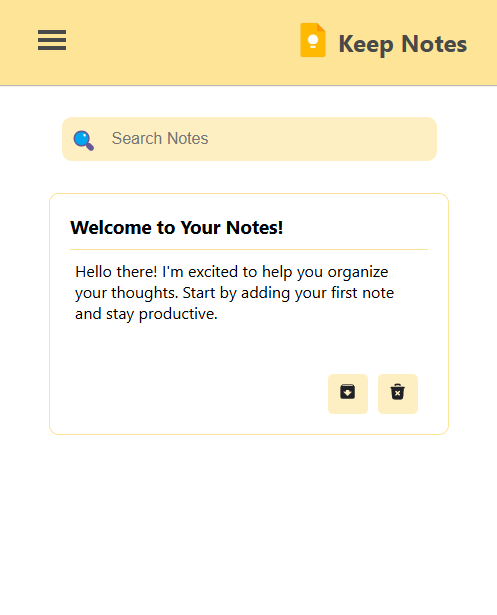 Keep Notes
Search Notes
Welcome to Your Notes!
Hello there! I'm excited to help you organize
your thoughts. Start by adding your first note
and stay productive.